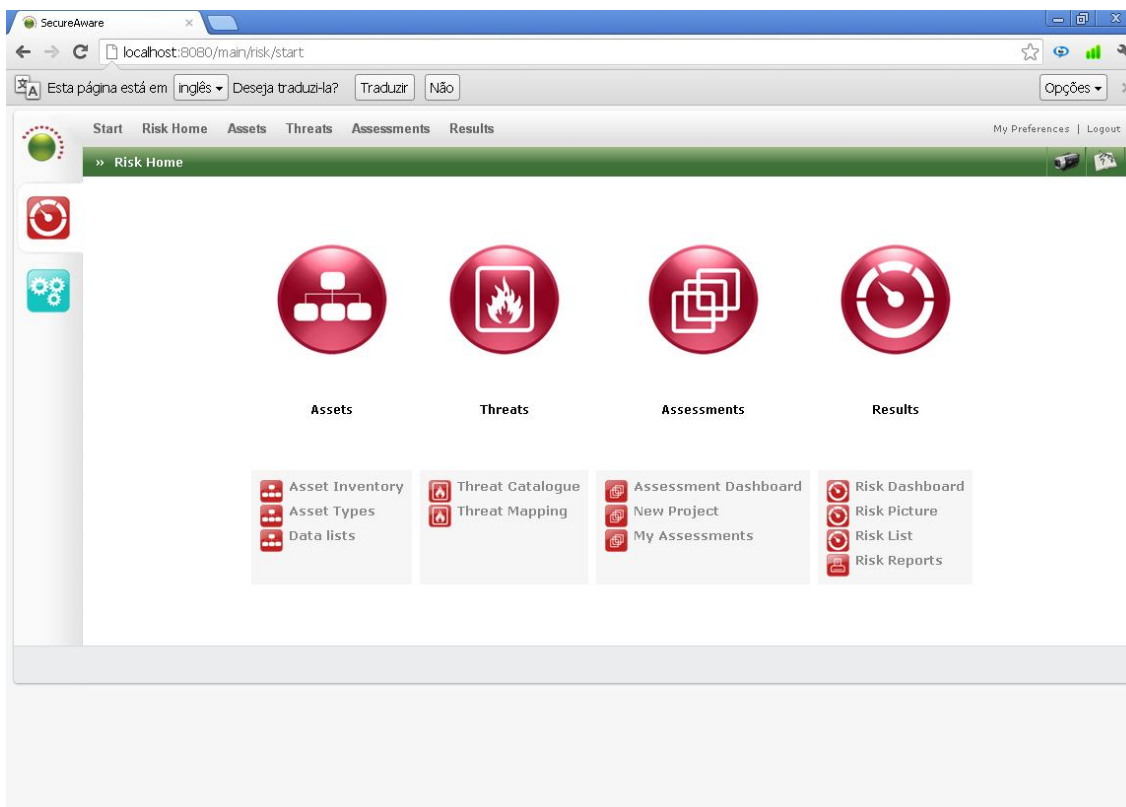 SecureAware
localhost:8080/main/risk/start
Esta página está em inglês Deseja traduzi-la? Traduzir Não Opções
Start Risk Home Assets Threats Assessments Results My Preferences | Logout
» Risk Home
Assets Threats Assessments Results
Asset Inventory Threat Catalogue Assessment Dashboard Risk Dashboard
Asset Types Threat Mapping New Project Risk Picture
Data lists My Assessments Risk List
Risk Reports